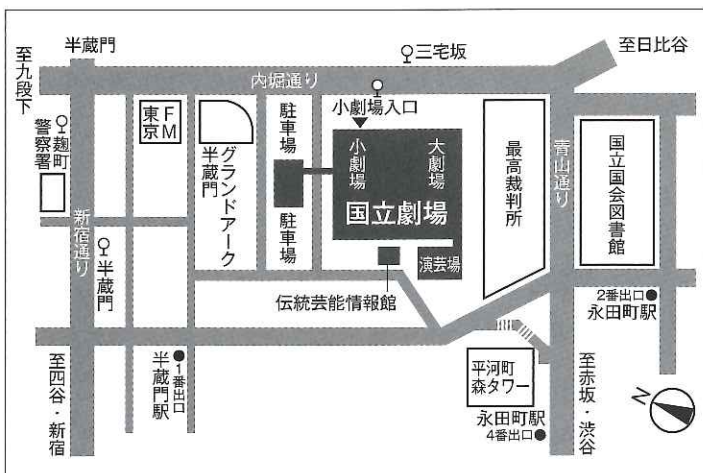 至九段下
半蔵門
三宅坂
至日比谷
内堀通り
小劇場入口
麹町
警察署
FM
東京
グランドアーク
半蔵門
駐車場
駐車場
小劇場
大劇場
国立劇場
演芸場
伝統芸能情報館
最高裁判所
青山通り
国立国会図書館
新宿通り
半蔵門
2番出口
永田町駅
至四谷・新宿
1番出口
半蔵門駅
平河町
森タワー
永田町駅
4番出口
至赤坂・渋谷
N